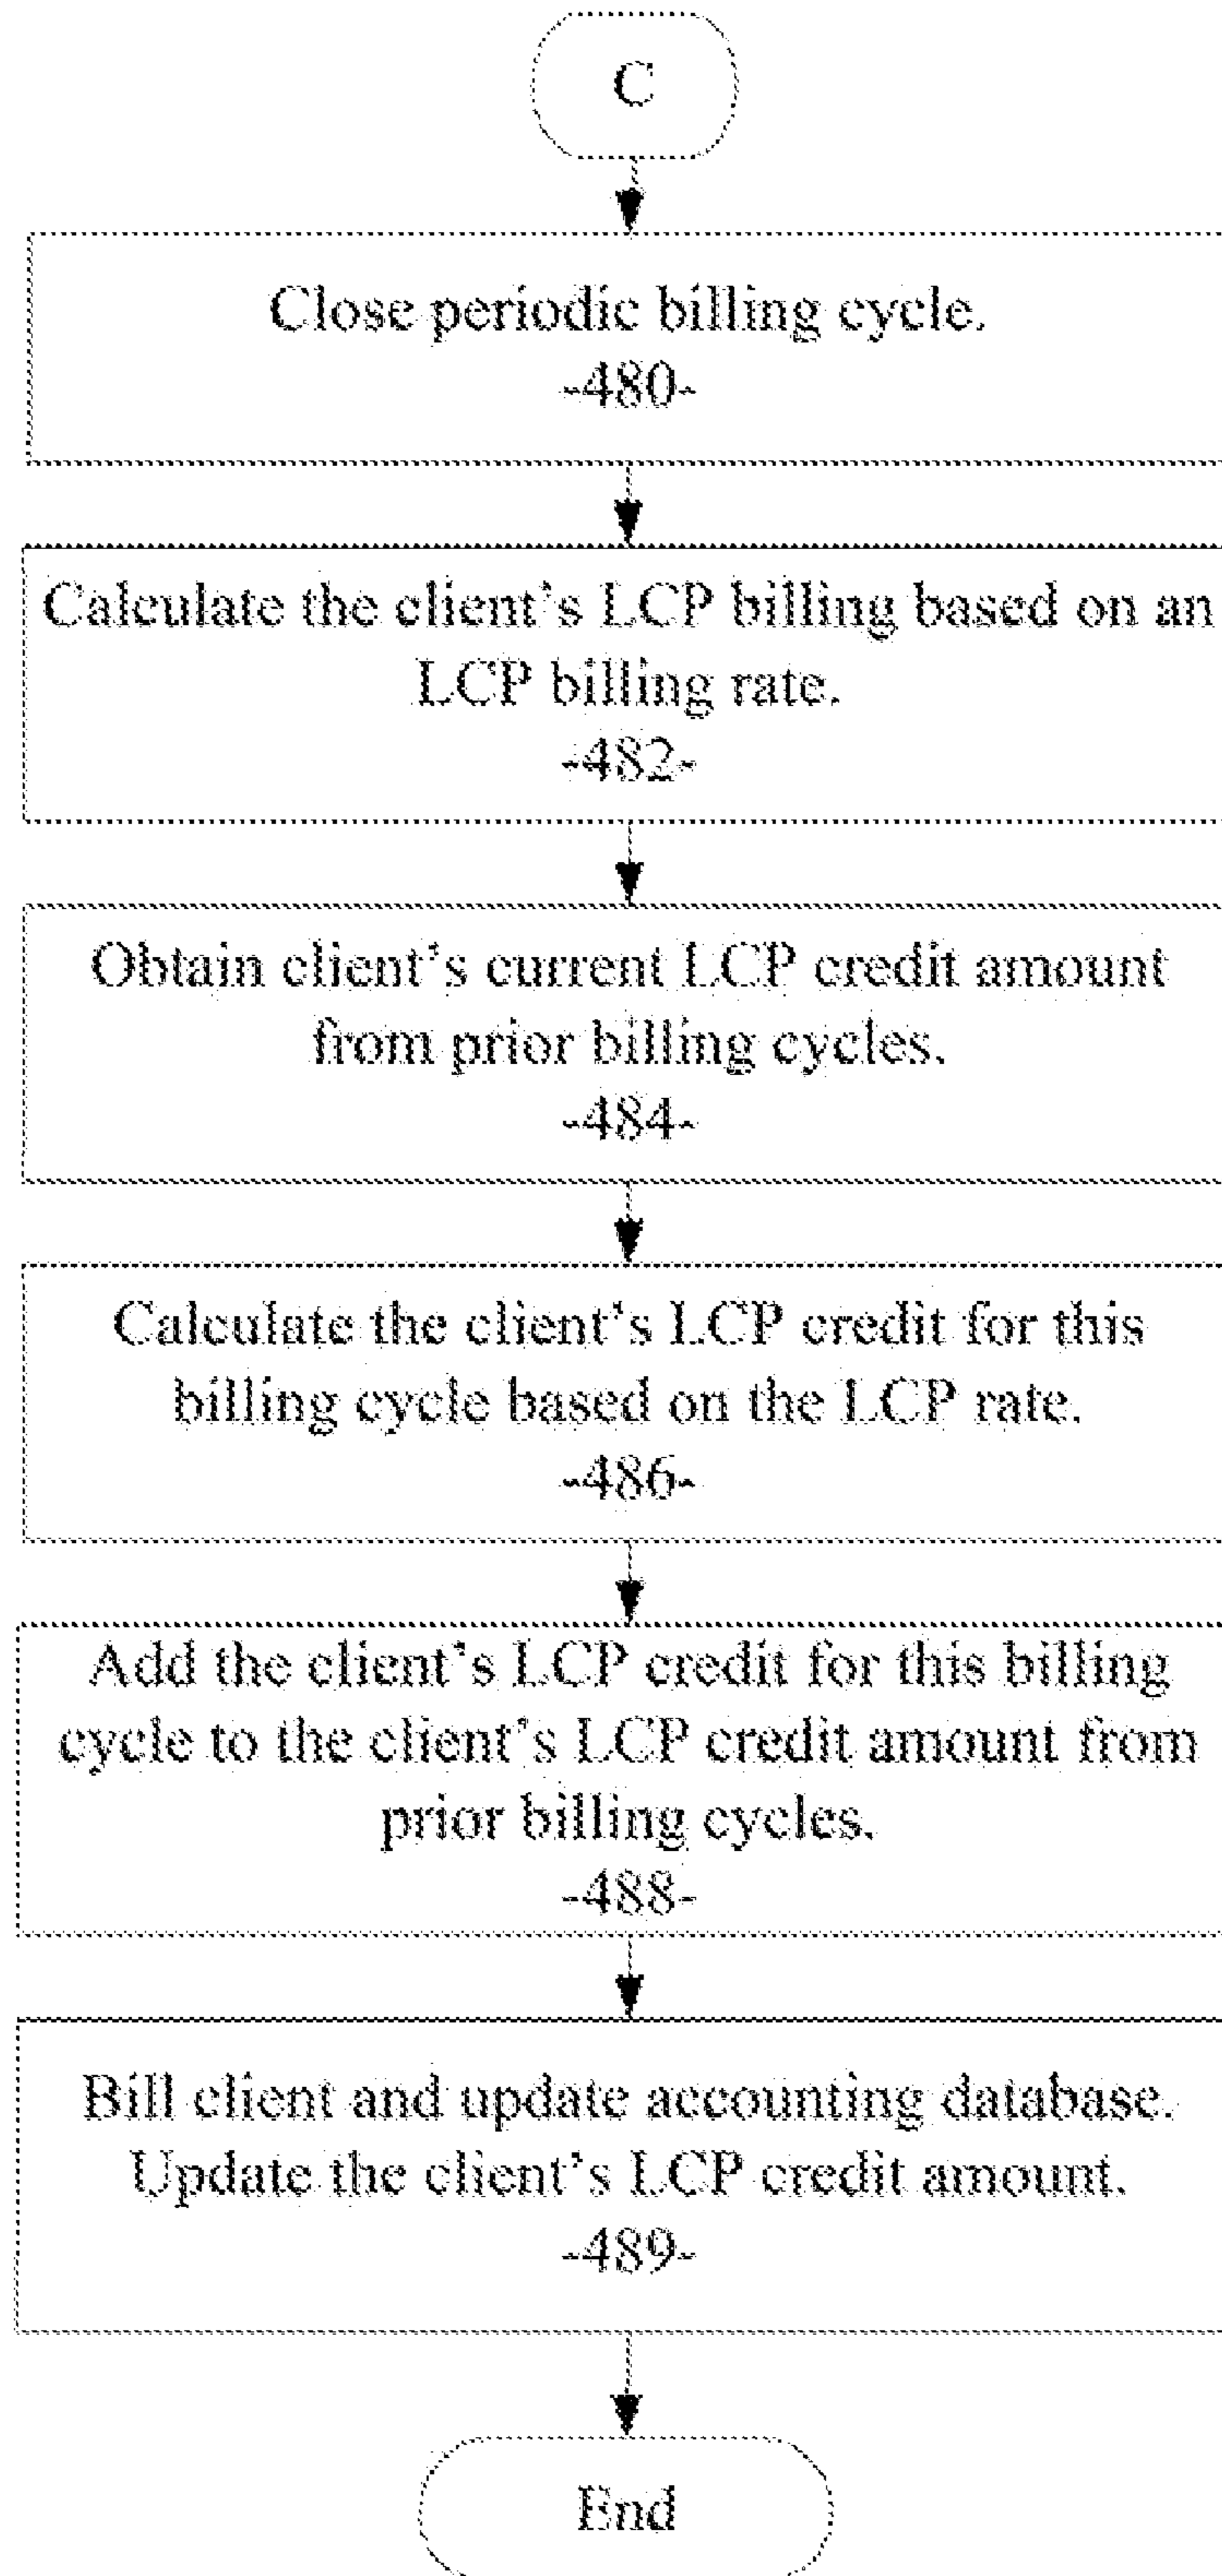 C
Close periodic billing cycle.
-480-
Calculate the client's LCP billing based on an
LCP billing rate.
-482-
Obtain client's current LCP credit amount
from prior billing cycles.
-484-
Calculate the client's LCP credit for this
billing cycle based on the LCP rate.
-486-
Add the client's LCP credit for this billing
cycle to the client's LCP credit amount from
prior billing cycles.
-488-
Bill client and update accounting database.
Update the client's LCP credit amount.
-489-
End